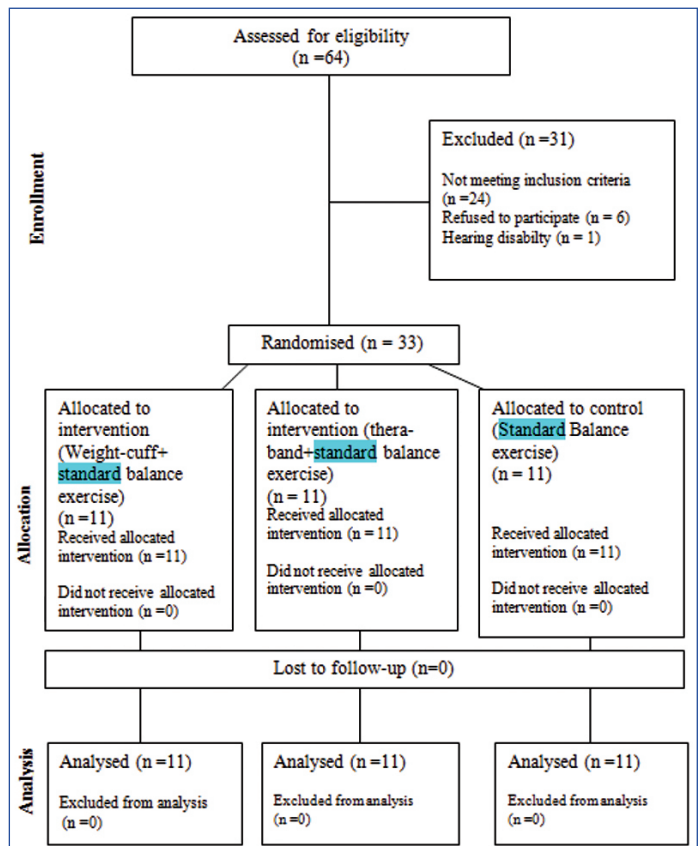 Assessed for eligibility
(n =64)
Enrollment
Excluded (n =31)
Not meeting inclusion criteria
(n =24)
Refused to participate (n = 6)
Hearing disabilty (n = 1)
Randomised (n = 33)
Allocation
Allocated to
intervention
(Weight-cuff+
standard balance
exercise)
(n =11)
Received allocated
intervention (n =11)
Did not receive allocated
intervention (n =0)
Allocated to
intervention (thera-
band+standard balance
exercise)
(n = 11)
Received allocated
intervention (n = 11)
Did not receive allocated
intervention (n =0)
Allocated to control
(Standard Balance
exercise)
(n = 11)
Received allocated
intervention (n =11)
Did not receive allocated
intervention (n =0)
Lost to follow-up (n=0)
Analysis
Analysed (n =11)
Excluded from analysis
(n =0)
Analysed (n =11)
Excluded from analysis
(n =0)
Analysed (n =11)
Excluded from analysis
(n =0)